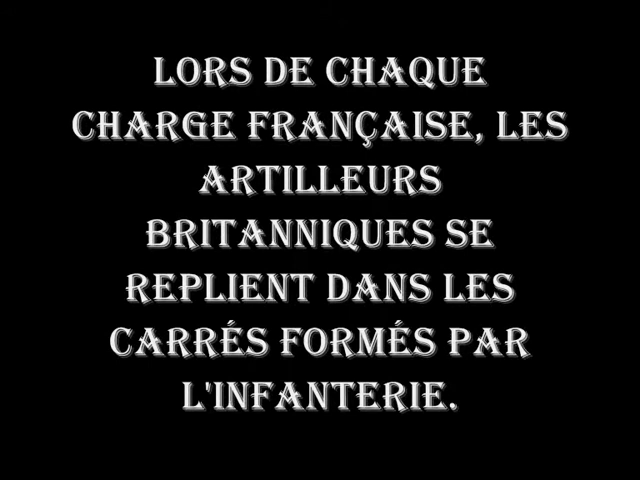 LORS DE CHAQUE
CHARGE FRANÇAISE, LES
ARTILLEURS
BRITANNIQUES SE
REPLIENT DANS LES
CARRÉS FORMÉS PAR
L'INFANTERIE.